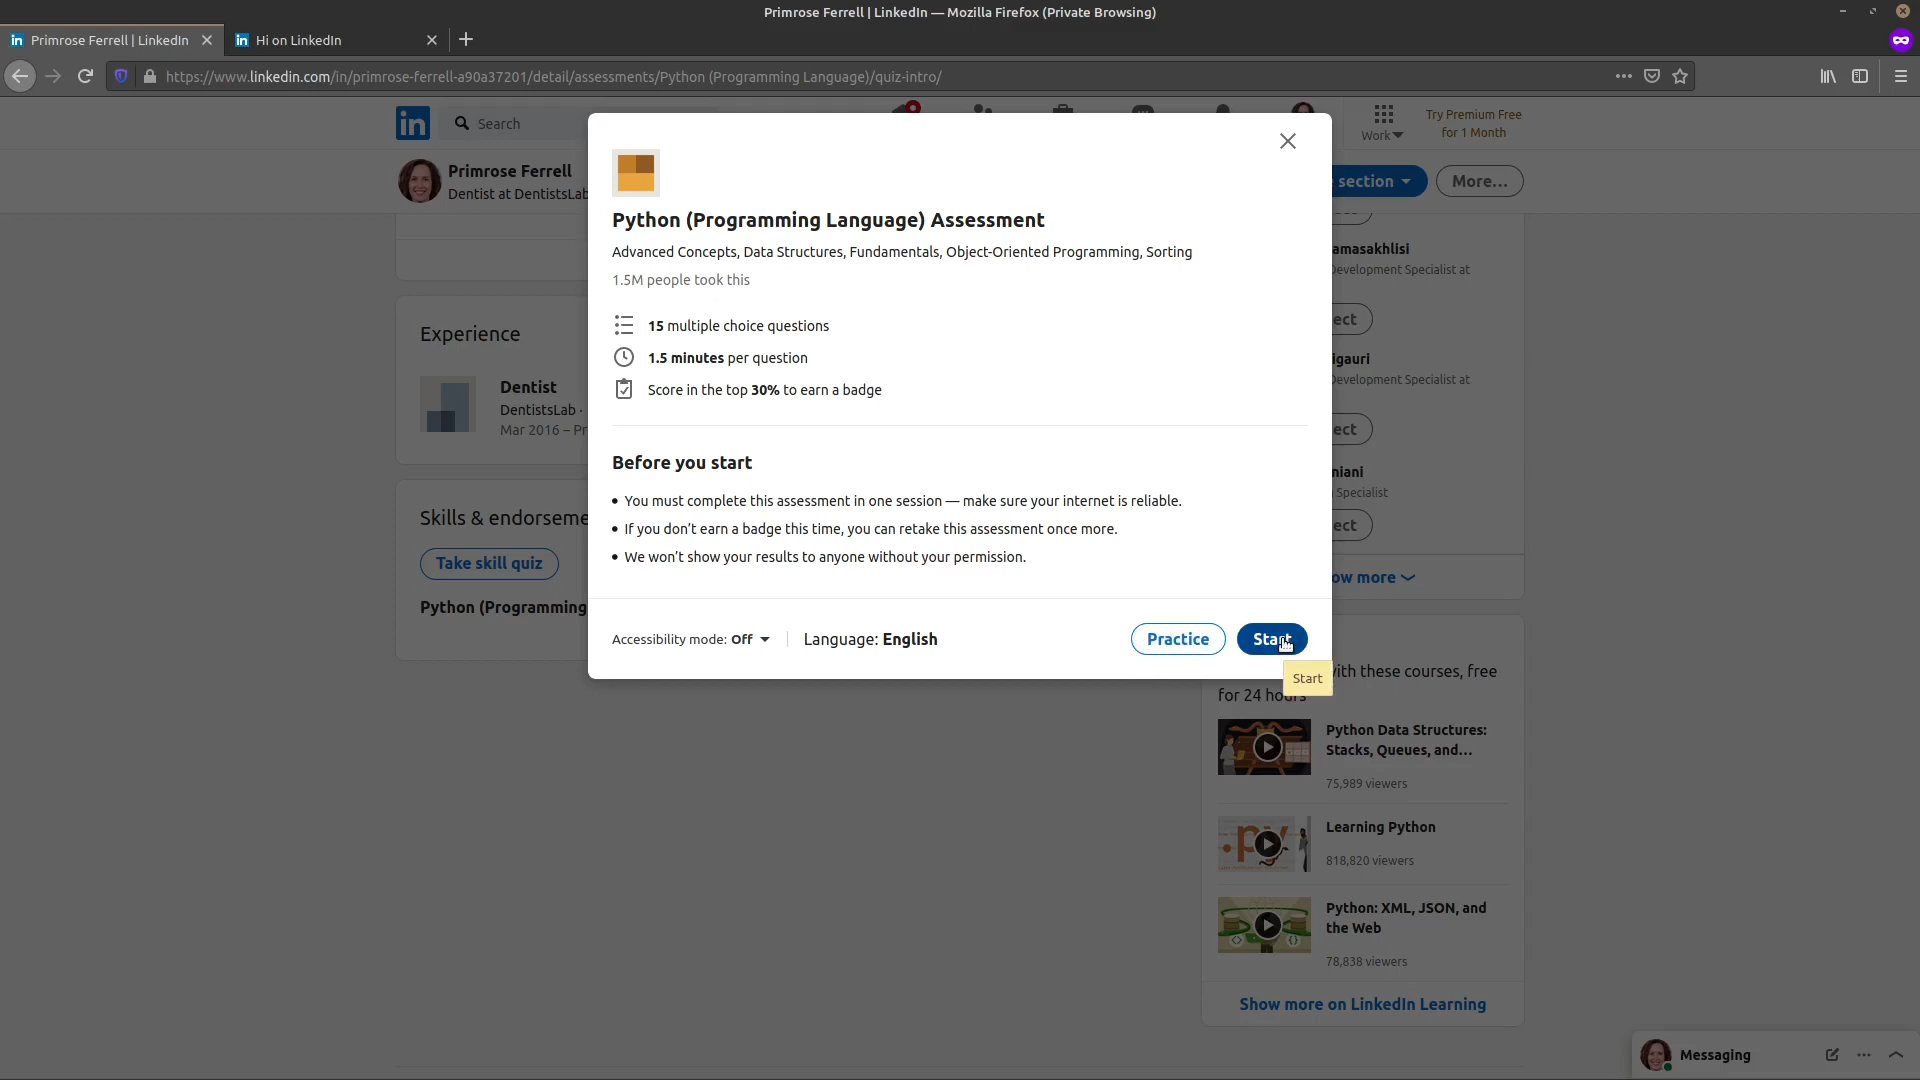 Primrose Ferrell | LinkedIn — Mozilla Firefox (Private Browsing)
Primrose Ferrell | LinkedIn
Hi on LinkedIn
https://www.linkedin.com/in/primrose-ferrell-a90a37201/detail/assessments/Python (Programming Language)/quiz-intro/
Search
Work
Try Premium Free
for 1 Month
Primrose Ferrell
Dentist at DentistsLab
section
More…
Python (Programming Language) Assessment
Advanced Concepts, Data Structures, Fundamentals, Object-Oriented Programming, Sorting
1.5M people took this
15 multiple choice questions
1.5 minutes per question
Score in the top 30% to earn a badge
Before you start
• You must complete this assessment in one session — make sure your internet is reliable.
• If you don’t earn a badge this time, you can retake this assessment once more.
• We won’t show your results to anyone without your permission.
Accessibility mode: Off
Language: English
Practice
Start
Start
Experience
Dentist
DentistsLab ·
Mar 2016 – Pr
Skills & endorseme
Take skill quiz
Python (Programming
amasakhlisi
Development Specialist at
ect
igauri
Development Specialist at
ect
niani
Specialist
ect
ow more
with these courses, free
for 24 hours
Python Data Structures:
Stacks, Queues, and…
75,989 viewers
.py
Learning Python
818,820 viewers
Python: XML, JSON, and
the Web
78,838 viewers
Show more on LinkedIn Learning
Messaging